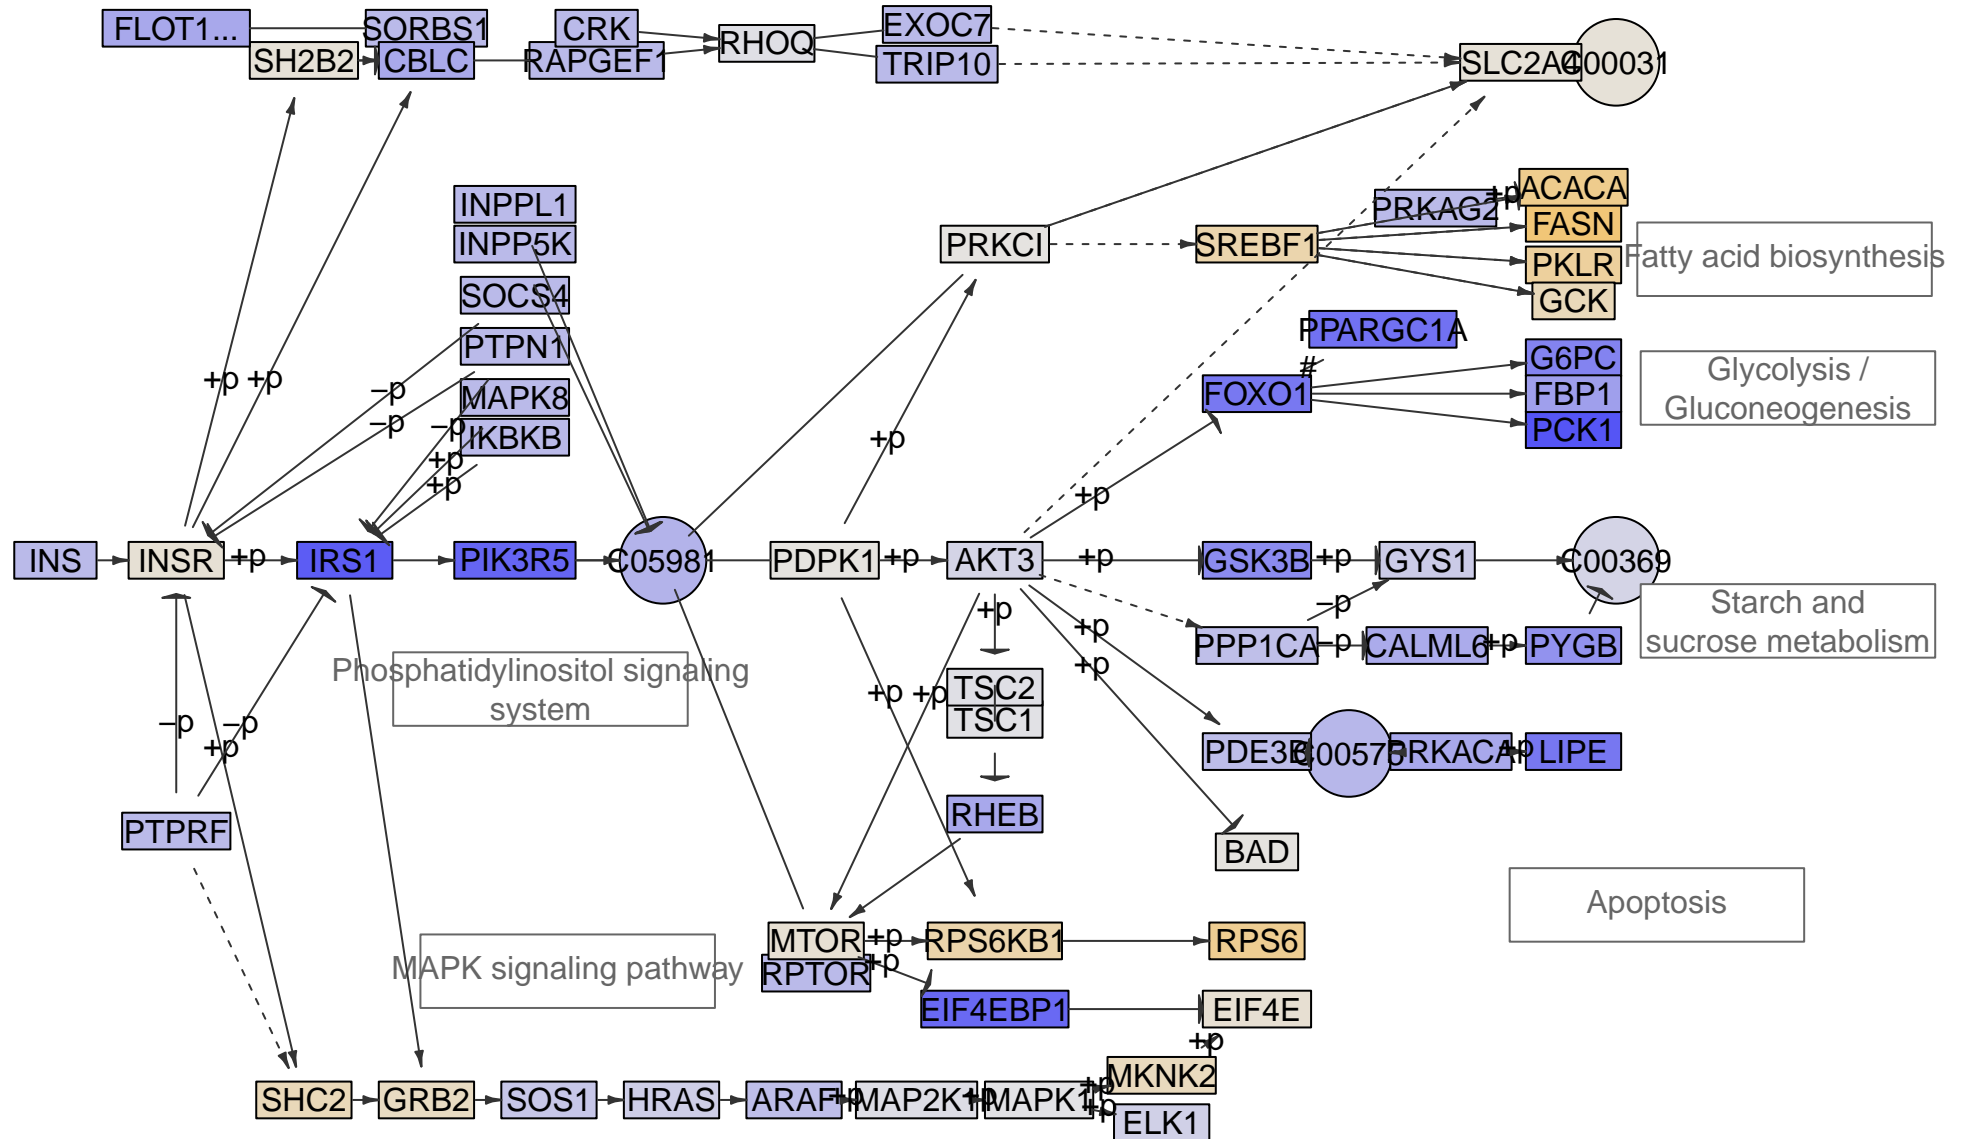 FLOT1...
SORBS1
CRK
EXOC7
SH2B2
CBLC
RAPGEF1
RHOQ
TRIP10
SLC2A4
C00031
INPPL1
INPP5K
SOCS4
PTPN1
MAPK8
IKBKB
PRKCI
SREBF1
PRKAG2
+p
ACACA
FASN
PKLR
GCK
Fatty acid biosynthesis
PPARGC1A
#
FOXO1
G6PC
FBP1
PCK1
Glycolysis /
Gluconeogenesis
+p
+p
−p
−p
−p
+p
+p
+p
+p
INS
INSR
+p
IRS1
PIK3R5
C05981
PDPK1
+p
AKT3
+p
GSK3B
+p
GYS1
C00369
−p
+p
+p
+p
PPP1CA
−p
CALML6
+p
PYGB
Starch and
sucrose metabolism
Phosphatidylinositol signaling
system
−p
−p
+p
+p
+p
TSC2
TSC1
PDE3B
C00575
PRKACA
+p
LIPE
PTPRF
RHEB
BAD
Apoptosis
MAPK signaling pathway
MTOR
+p
RPS6KB1
RPS6
RPTOR
+p
EIF4EBP1
EIF4E
+p
SHC2
GRB2
SOS1
HRAS
ARAF
+p
MAP2K1
+p
MAPK1
+p
MKNK2
+p
ELK1